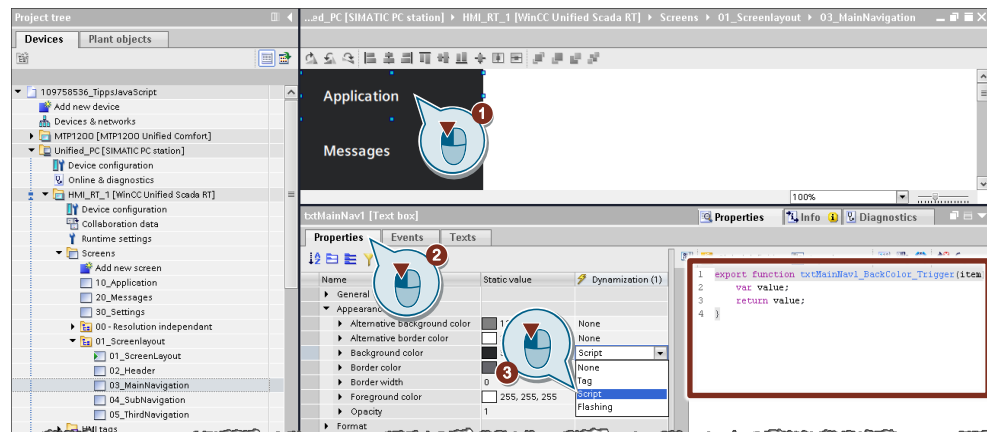 Project tree
...ed_PC [SIMATIC PC station] ▸ HMI_RT_1 [WinCC Unified Scada RT] ▸ Screens ▸ 01_Screenlayout ▸ 03_MainNavigation
Devices
Plant objects
109758536_TippsJavaScript
Add new device
Devices & networks
MTP1200 [MTP1200 Unified Comfort]
Unified_PC [SIMATIC PC station]
Device configuration
Online & diagnostics
HMI_RT_1 [WinCC Unified Scada RT]
Device configuration
Collaboration data
Runtime settings
Screens
Add new screen
10_Application
20_Messages
30_Settings
00 - Resolution independant
01_Screenlayout
01_ScreenLayout
02_Header
03_MainNavigation
04_SubNavigation
05_ThirdNavigation
HMI tags
Application
1
Messages
100%
txtMainNav1 [Text box]
Properties
Info
Diagnostics
Properties
Events
Texts
2
Name
Static value
Dynamization (1)
General
Appearance
Alternative background color
None
Alternative border color
None
Background color
Script
Border color
None
3
Border width
0
Tag
Foreground color
255, 255, 255
Script
Opacity
1
Flashing
Format
1 export function txtMainNav1_BackColor_Trigger(item
2 var value;
3 return value;
4 }